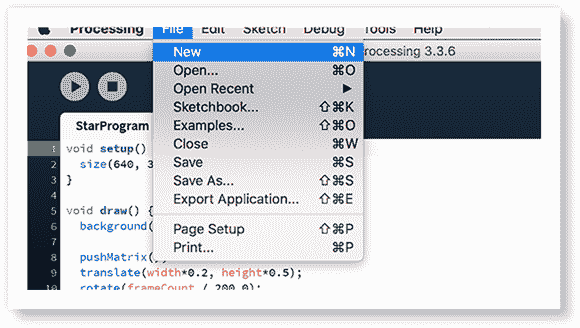 Processing File Edit Sketch Debug Tools Help
rocessing 3.3.6
New ⌘N
Open... ⌘O
Open Recent ▶
Sketchbook... ⇧⌘K
Examples... ⇧⌘O
Close ⌘W
Save ⌘S
Save As... ⇧⌘S
Export Application... ⇧⌘E
Page Setup ⇧⌘P
Print... ⌘P
StarProgram
1 void setup()
2 size(640, 3
3 }
4
5 void draw() {
6 background(
7
8 pushMatrix();
9 translate(width*0.2, height*0.5);
10 rotate(frameCount / 200.0);